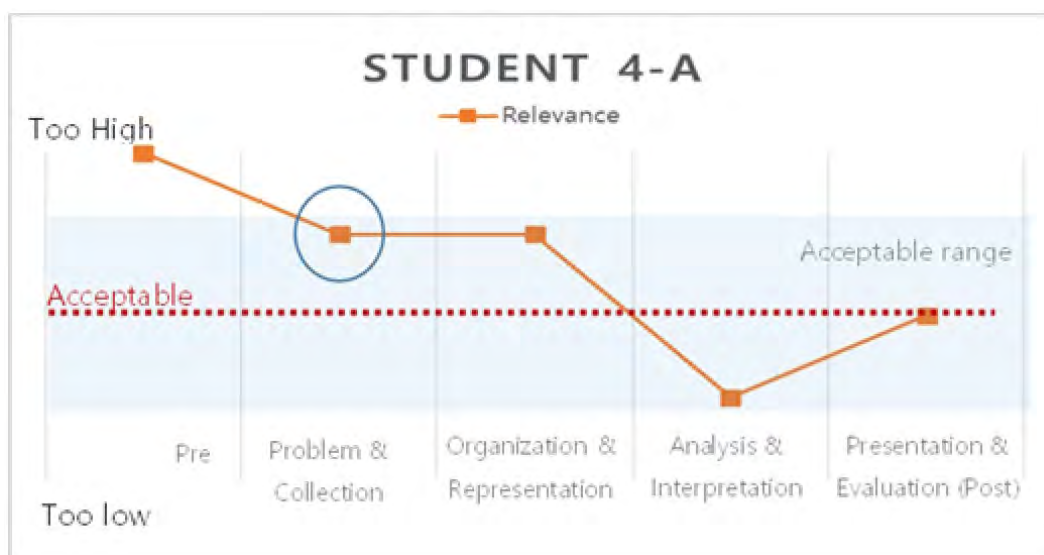 STUDENT 4-A
Relevance
Too High
Acceptable range
Acceptable
Pre
Problem &
Collection
Organization &
Representation
Analysis &
Interpretation
Presentation &
Evaluation (Post)
Too low